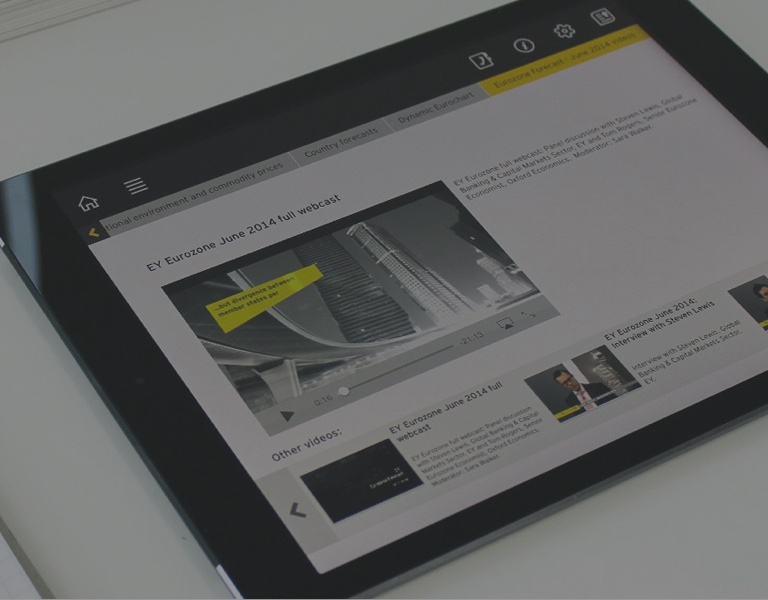 Eurozone Forecast - June 2014 videos
Dynamic Eurochart
Country forecasts
tional environment and commodity prices
EY Eurozone June 2014 full webcast
EY Eurozone full webcast: Panel discussion with Steven Lewis, Global
Banking & Capital Markets Sector, EY and Tom Rogers, Senior Eurozone
Economist, Oxford Economics. Moderator: Sara Walker.
...but divergence between
member states per
0:16
-21:13
Other videos:
EY Eurozone June 2014 full
webcast
EY Eurozone full webcast: Panel discussion
with Steven Lewis, Global Banking & Capital
Markets Sector, EY and Tom Rogers, Senior
Eurozone Economist, Oxford Economics.
Moderator: Sara Walker.
EY Eurozone June 2014:
Interview with Steven Lewis
Interview with Steven Lewis, Global
Banking & Capital Markets Sector,
EY.